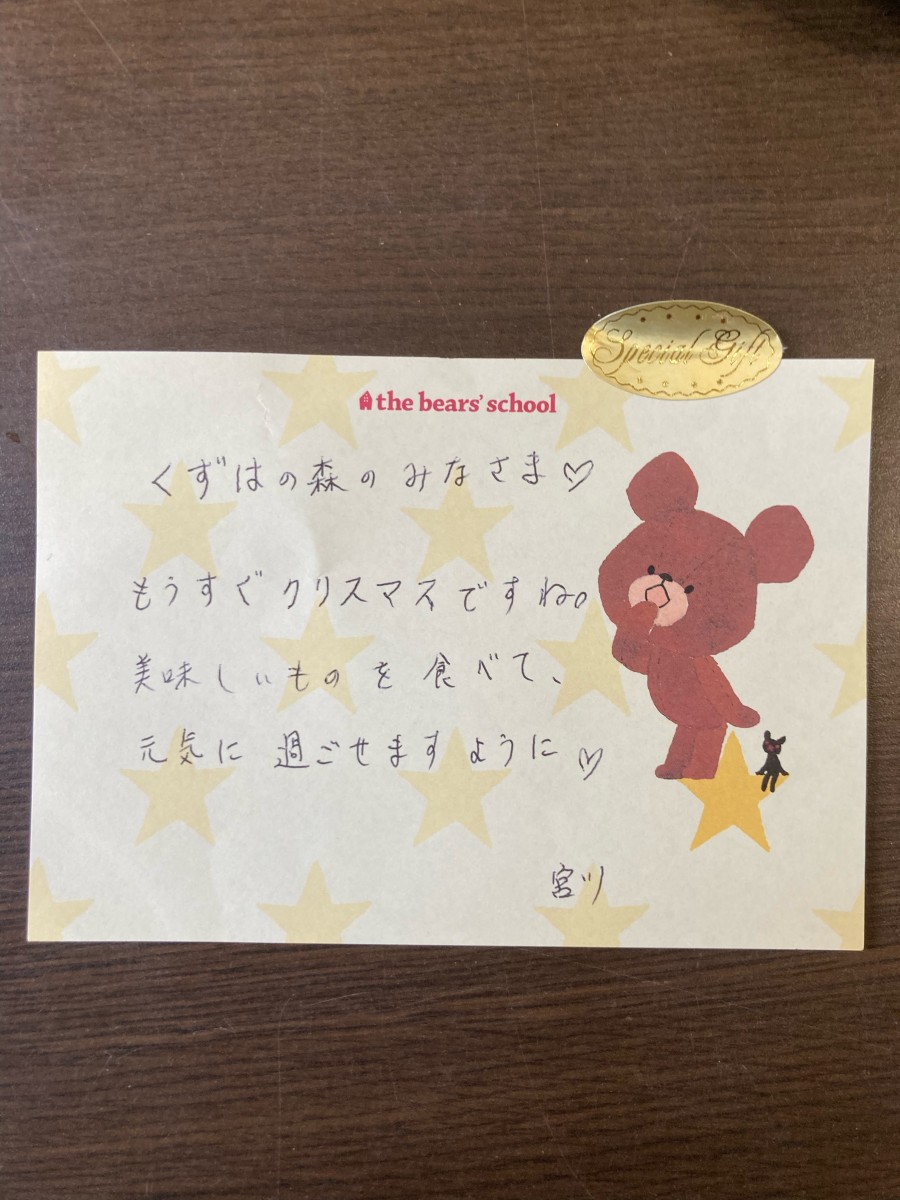 Special Gift
the bears' school
くずはの森のみなさま♡
もうすぐクリスマスですね。
美味しいものを食べて、
元気に過ごせますように♡
宮川